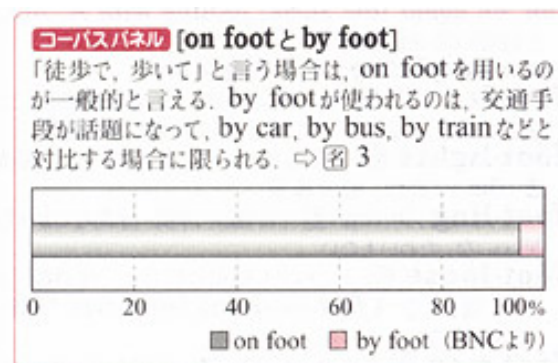 コーパスパネル [on footとby foot]
「徒歩で, 歩いて」と言う場合は, on footを用いるの
が一般的と言える. by footが使われるのは, 交通手
段が話題になって, by car, by bus, by trainなどと
対比する場合に限られる. ⇨名 3
0 20 40 60 80 100%
on foot by foot (BNCより)